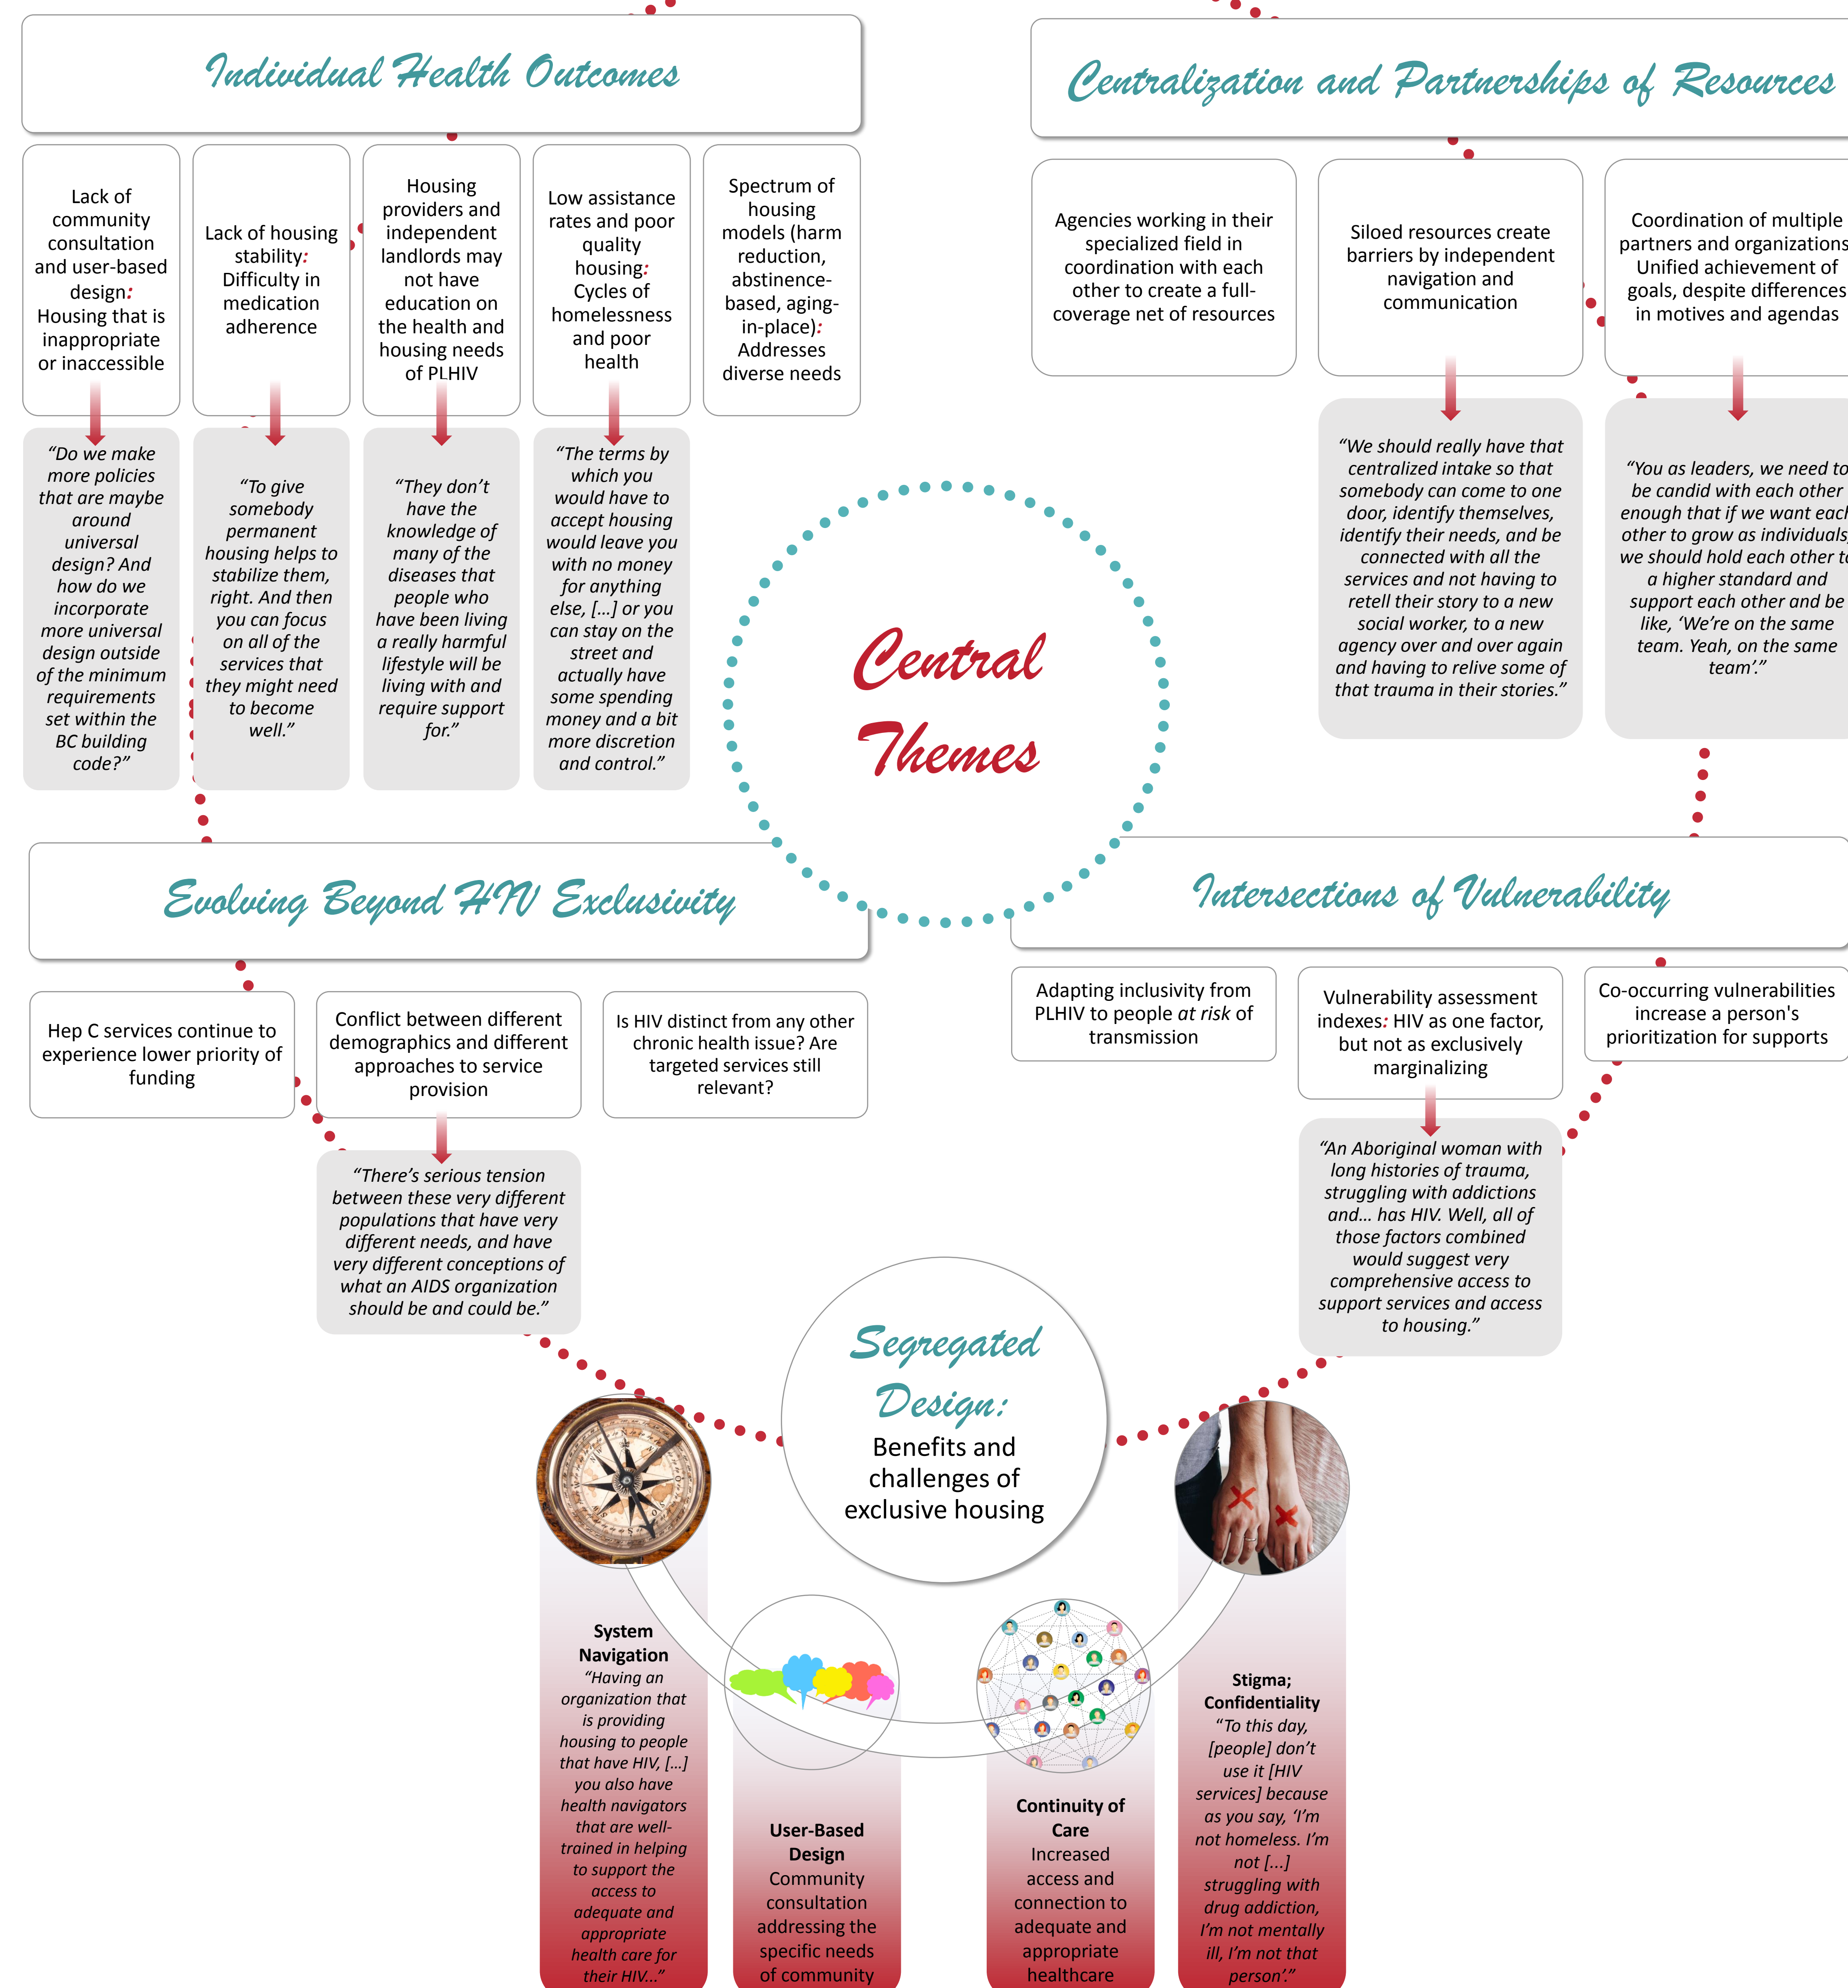 Individual Health Outcomes
Lack of
community
consultation
and user-based
design:
Housing that is
inappropriate
or inaccessible
Lack of housing
stability:
Difficulty in
medication
adherence
Housing
providers and
independent
landlords may
not have
education on
the health and
housing needs
of PLHIV
Low assistance
rates and poor
quality
housing:
Cycles of
homelessness
and poor
health
Spectrum of
housing
models (harm
reduction,
abstinence-
based, aging-
in-place):
Addresses
diverse needs
“Do we make
more policies
that are maybe
around
universal
design? And
how do we
incorporate
more universal
design outside
of the minimum
requirements
set within the
BC building
code?”
“To give
somebody
permanent
housing helps to
stabilize them,
right. And then
you can focus
on all of the
services that
they might need
to become
well.”
“They don’t
have the
knowledge of
many of the
diseases that
people who
have been living
a really harmful
lifestyle will be
living with and
require support
for.”
“The terms by
which you
would have to
accept housing
would leave you
with no money
for anything
else, […] or you
can stay on the
street and
actually have
some spending
money and a bit
more discretion
and control.”
Centralization and Partnerships of Resources
Agencies working in their
specialized field in
coordination with each
other to create a full-
coverage net of resources
Siloed resources create
barriers by independent
navigation and
communication
Coordination of multiple
partners and organizations
Unified achievement of
goals, despite differences
in motives and agendas
“We should really have that
centralized intake so that
somebody can come to one
door, identify themselves,
identify their needs, and be
connected with all the
services and not having to
retell their story to a new
social worker, to a new
agency over and over again
and having to relive some of
that trauma in their stories.”
“You as leaders, we need to
be candid with each other
enough that if we want each
other to grow as individuals,
we should hold each other to
a higher standard and
support each other and be
like, ‘We’re on the same
team. Yeah, on the same
team’.”
Central
Themes
Evolving Beyond HIV Exclusivity
Hep C services continue to
experience lower priority of
funding
Conflict between different
demographics and different
approaches to service
provision
Is HIV distinct from any other
chronic health issue? Are
targeted services still
relevant?
“There’s serious tension
between these very different
populations that have very
different needs, and have
very different conceptions of
what an AIDS organization
should be and could be.”
Intersections of Vulnerability
Adapting inclusivity from
PLHIV to people at risk of
transmission
Vulnerability assessment
indexes: HIV as one factor,
but not as exclusively
marginalizing
Co-occurring vulnerabilities
increase a person's
prioritization for supports
“An Aboriginal woman with
long histories of trauma,
struggling with addictions
and… has HIV. Well, all of
those factors combined
would suggest very
comprehensive access to
support services and access
to housing.”
Segregated
Design:
Benefits and
challenges of
exclusive housing
System
Navigation
“Having an
organization that
is providing
housing to people
that have HIV, […]
you also have
health navigators
that are well-
trained in helping
to support the
access to
adequate and
appropriate
health care for
their HIV…”
User-Based
Design
Community
consultation
addressing the
specific needs
of community
Continuity of
Care
Increased
access and
connection to
adequate and
appropriate
healthcare
Stigma;
Confidentiality
“To this day,
[people] don’t
use it [HIV
services] because
as you say, ‘I’m
not homeless. I’m
not […]
struggling with
drug addiction,
I’m not mentally
ill, I’m not that
person’.”